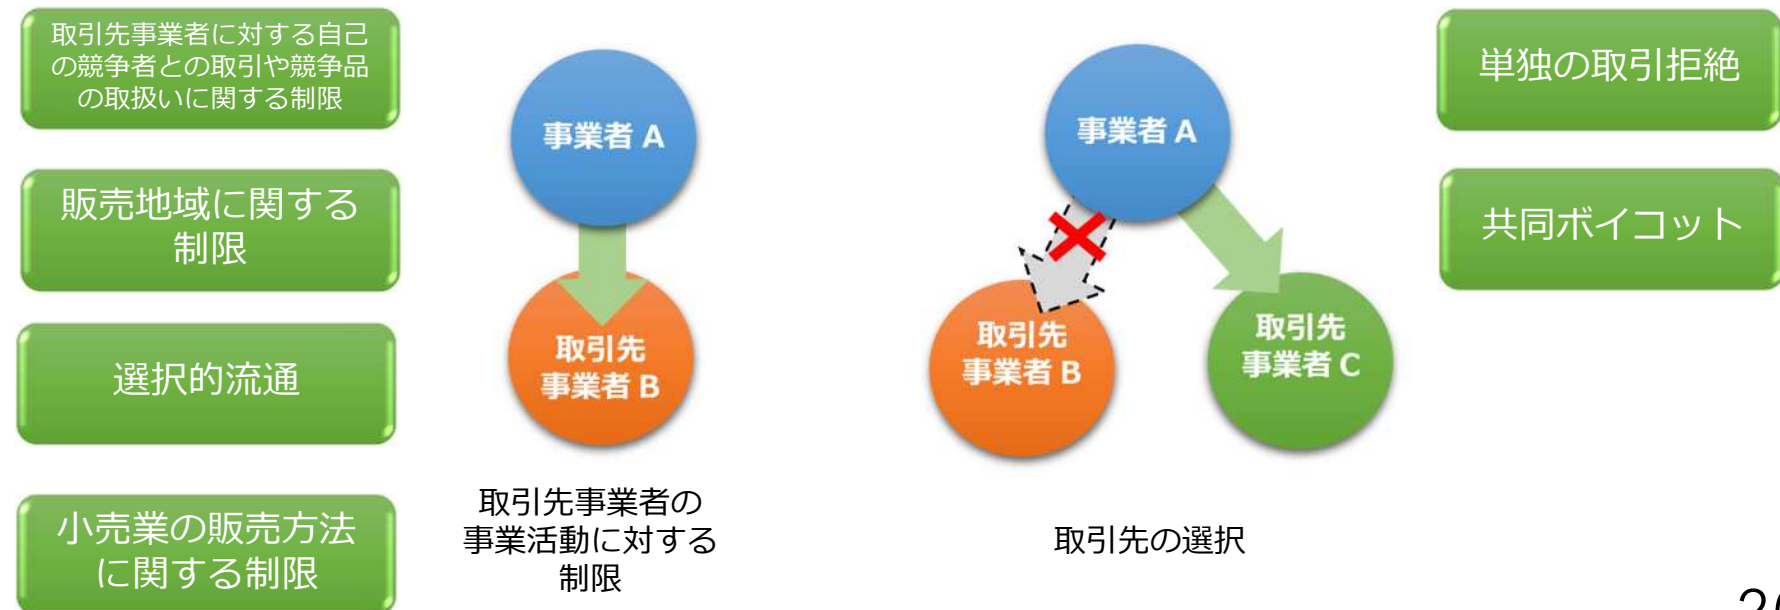 取引先事業者に対する自己
の競争者との取引や競争品
の取扱いに関する制限
販売地域に関する
制限
選択的流通
小売業の販売方法
に関する制限
事業者 A
取引先
事業者 B
取引先事業者の
事業活動に対する
制限
事業者 A
取引先
事業者 B
取引先
事業者 C
取引先の選択
単独の取引拒絶
共同ボイコット